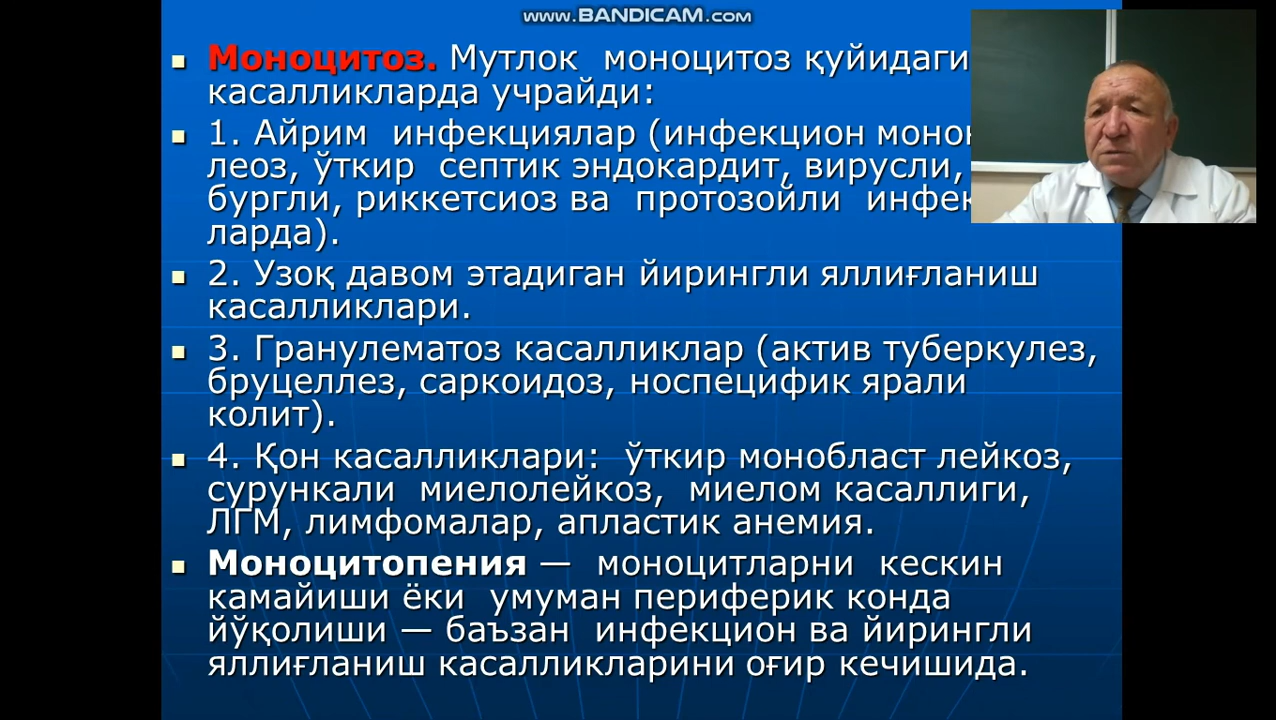 www.BANDICAM.com
Моноцитоз. Мутлок моноцитоз қуйидаги
касалликларда учрайди:
1. Айрим инфекциялар (инфекцион
леоз, ўткир септик эндокардит, вирусли,
бургли, риккетсиоз ва протозойли
ларда).
2. Узоқ давом этадиган йирингли яллиғланиш
касалликлари.
3. Гранулематоз касалликлар (актив туберкулез,
бруцеллез, саркоидоз, носпецифик ярали
колит).
4. Қон касалликлари: ўткир монобласт лейкоз,
сурункали миелолейкоз, миелом касаллиги,
ЛГМ, лимфомалар, апластик анемия.
Моноцитопения — моноцитларни кескин
камайиши ёки умуман периферик конда
йўқолиши — баъзан инфекцион ва йирингли
яллиғланиш касалликларини оғир кечишида.